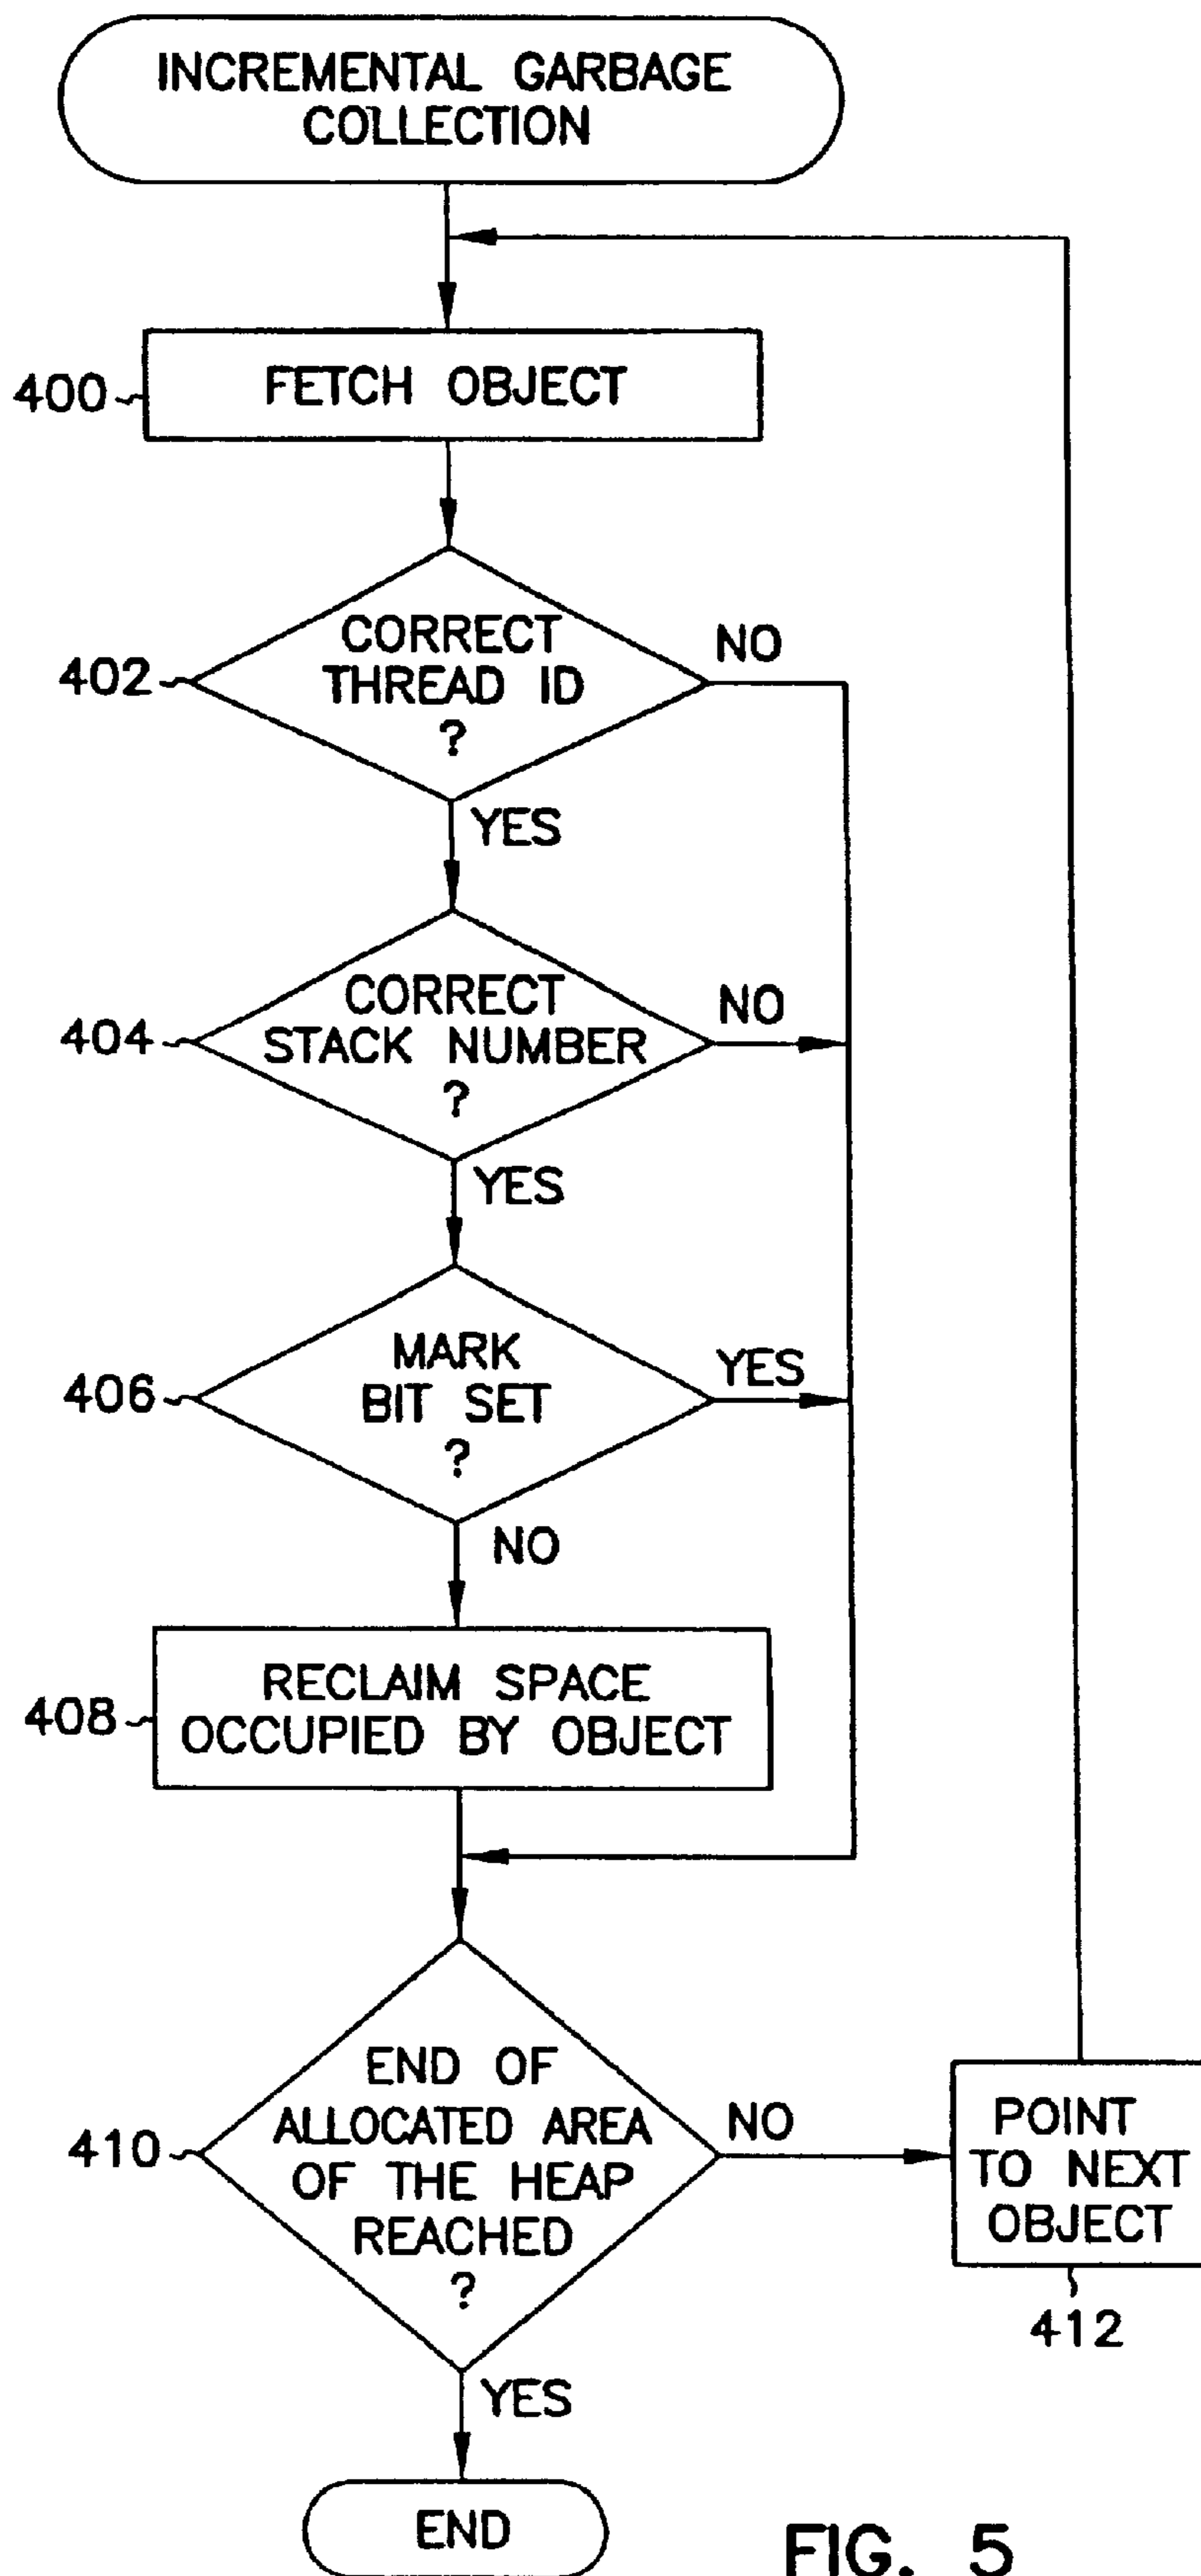 INCREMENTAL GARBAGE
COLLECTION
400
FETCH OBJECT
402
CORRECT
THREAD ID
?
NO
YES
404
CORRECT
STACK NUMBER
?
NO
YES
406
MARK
BIT SET
?
YES
NO
408
RECLAIM SPACE
OCCUPIED BY OBJECT
410
END OF
ALLOCATED AREA
OF THE HEAP
REACHED
?
NO
POINT
TO NEXT
OBJECT
412
YES
END
FIG. 5